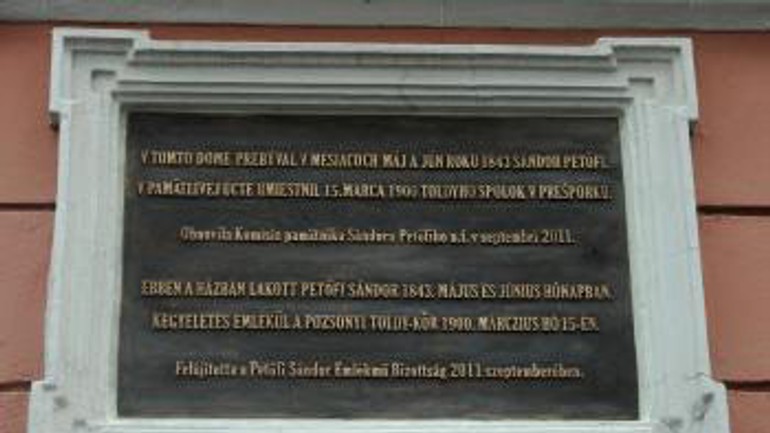 V TOMTO DOME PREBÝVAL V MESIACOCH MÁJ A JÚN ROKU 1843 SÁNDOR PETŐFI.
V PAMÄTLIVEJ ÚCTE UMIESTNIL 15. MARCA 1900 TOLDYHO SPOLOK V PREŠPORKU.
Obnovila Komisia pamätníka Sándora Petőfiho n.f. v septembri 2011.
EBBEN A HÁZBAN LAKOTT PETŐFI SÁNDOR 1843. MÁJUS ÉS JÚNIUS HÓNAPBAN.
KEGYELETES EMLÉKÜL A POZSONYI TOLDY-KÖR 1900. MÁRCZIUS HÓ 15-ÉN.
Felújította a Petőfi Sándor Emlékmű Bizottság 2011 szeptemberében.